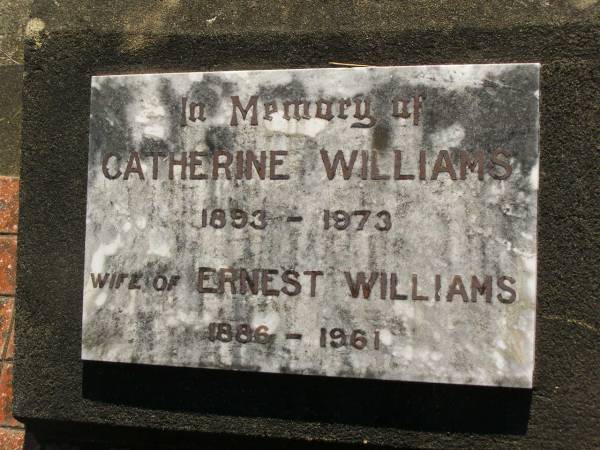 In Memory of
CATHERINE WILLIAMS
1893 - 1973
WIFE OF ERNEST WILLIAMS
1886 - 1961